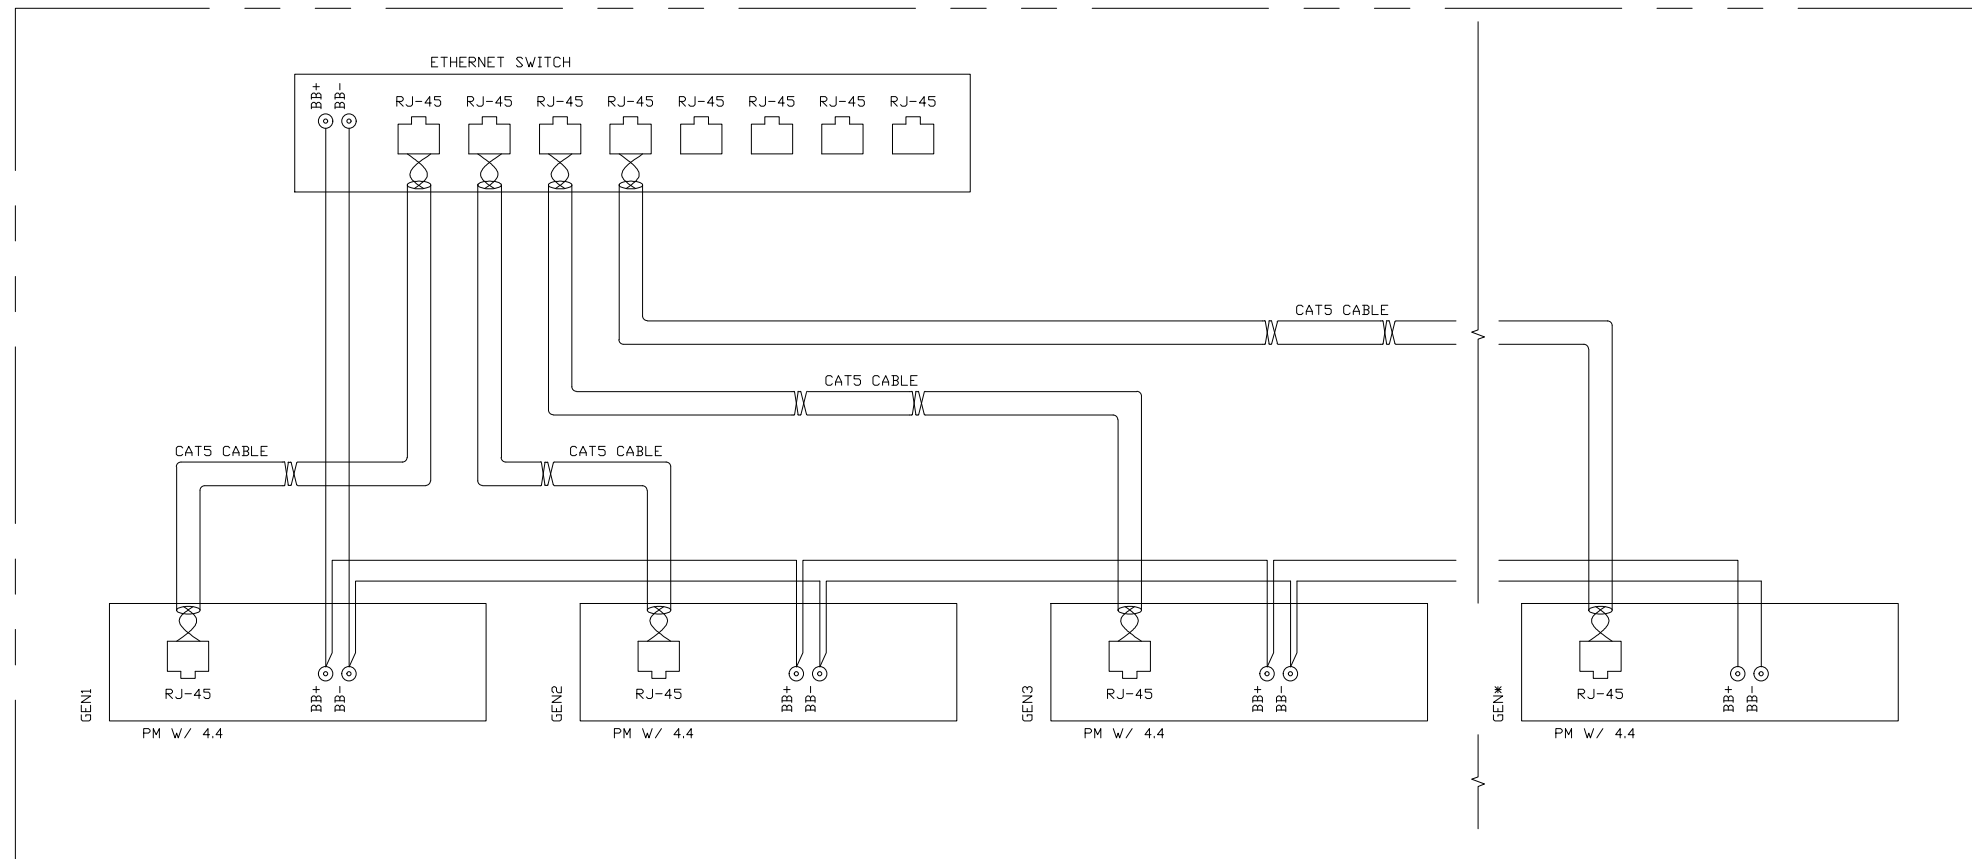 ETHERNET SWITCH
BB+ BB- RJ-45 RJ-45 RJ-45 RJ-45 RJ-45 RJ-45 RJ-45 RJ-45
CAT5 CABLE
CAT5 CABLE
CAT5 CABLE CAT5 CABLE
GEN1 RJ-45 BB+ BB- GEN2 RJ-45 BB+ BB- GEN3 RJ-45 BB+ BB- GEN* RJ-45 BB+ BB-
PM W/ 4.4 PM W/ 4.4 PM W/ 4.4 PM W/ 4.4